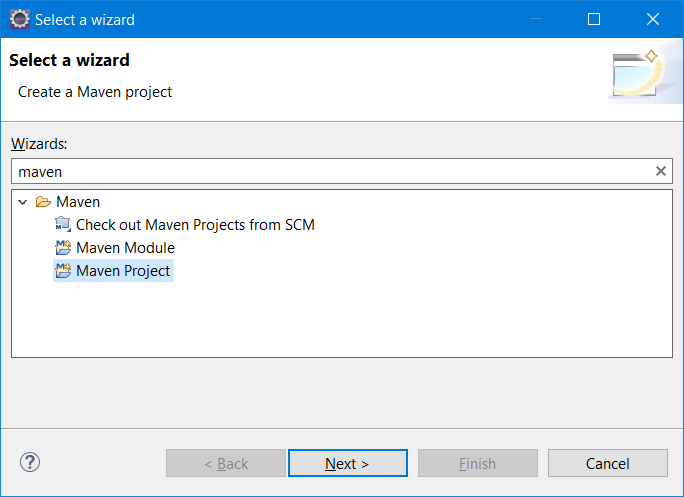 Select a wizard
Select a wizard
Create a Maven project
Wizards:
maven
Maven
Check out Maven Projects from SCM
Maven Module
Maven Project
? < Back Next > Finish Cancel